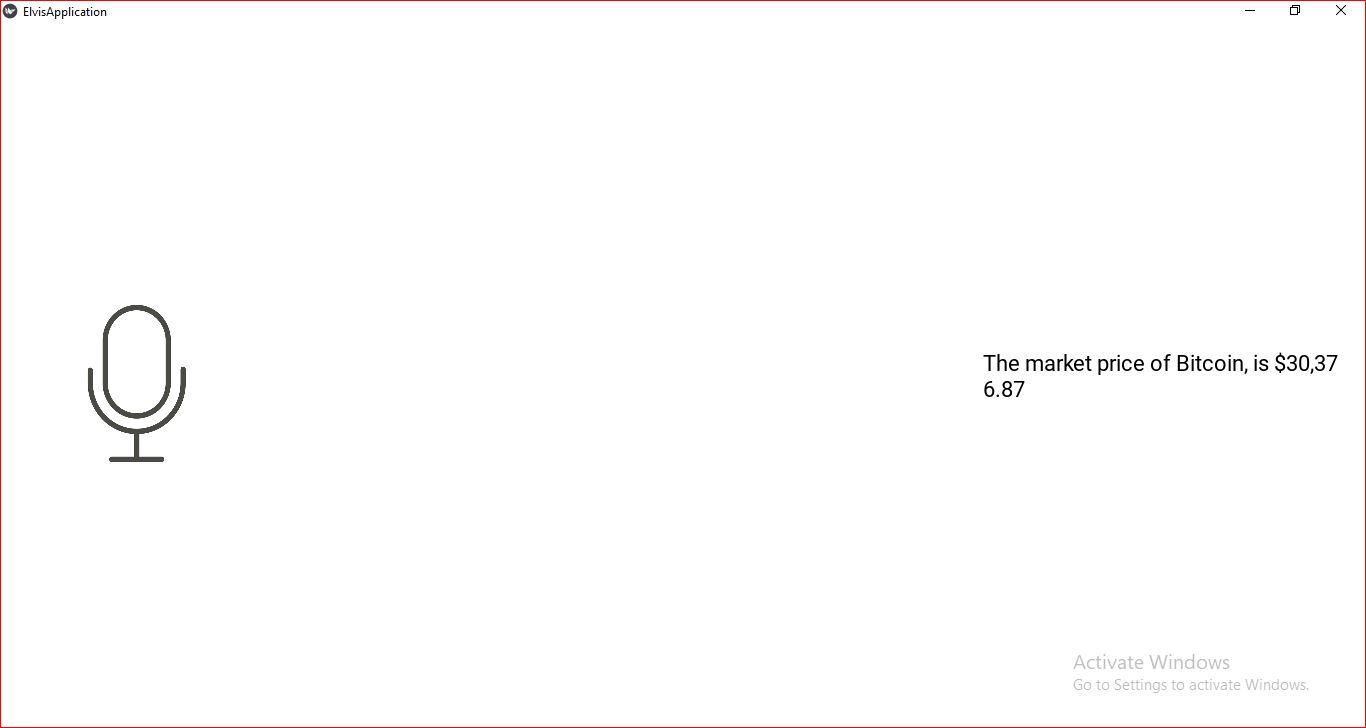 ElvisApplication
The market price of Bitcoin, is $30,37
6.87
Activate Windows
Go to Settings to activate Windows.